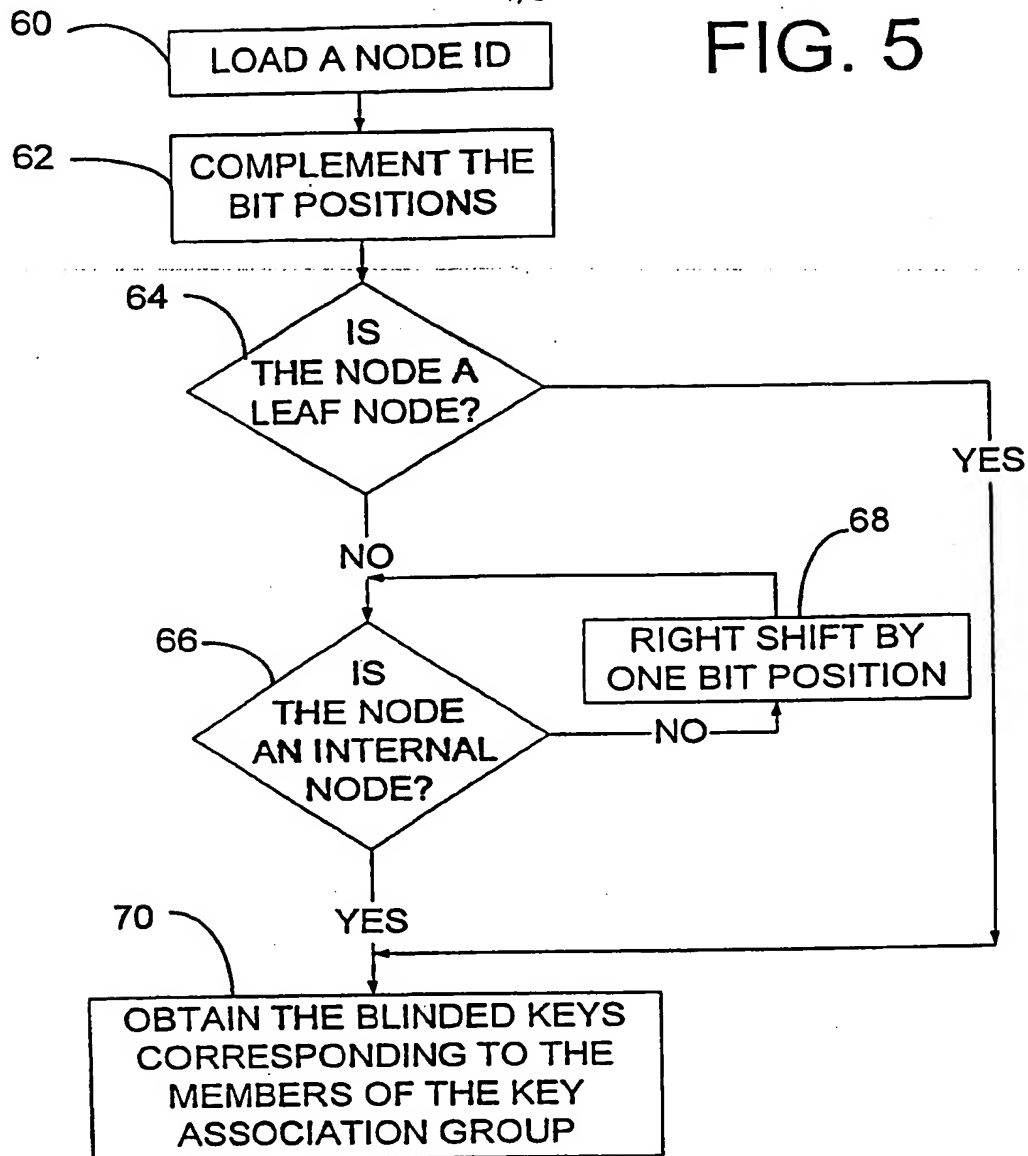 FIG. 5
60
LOAD A NODE ID
62
COMPLEMENT THE
BIT POSITIONS
64
IS
THE NODE A
LEAF NODE?
YES
NO
68
RIGHT SHIFT BY
ONE BIT POSITION
66
IS
THE NODE
AN INTERNAL
NODE?
NO
YES
70
OBTAIN THE BLINDED KEYS
CORRESPONDING TO THE
MEMBERS OF THE KEY
ASSOCIATION GROUP